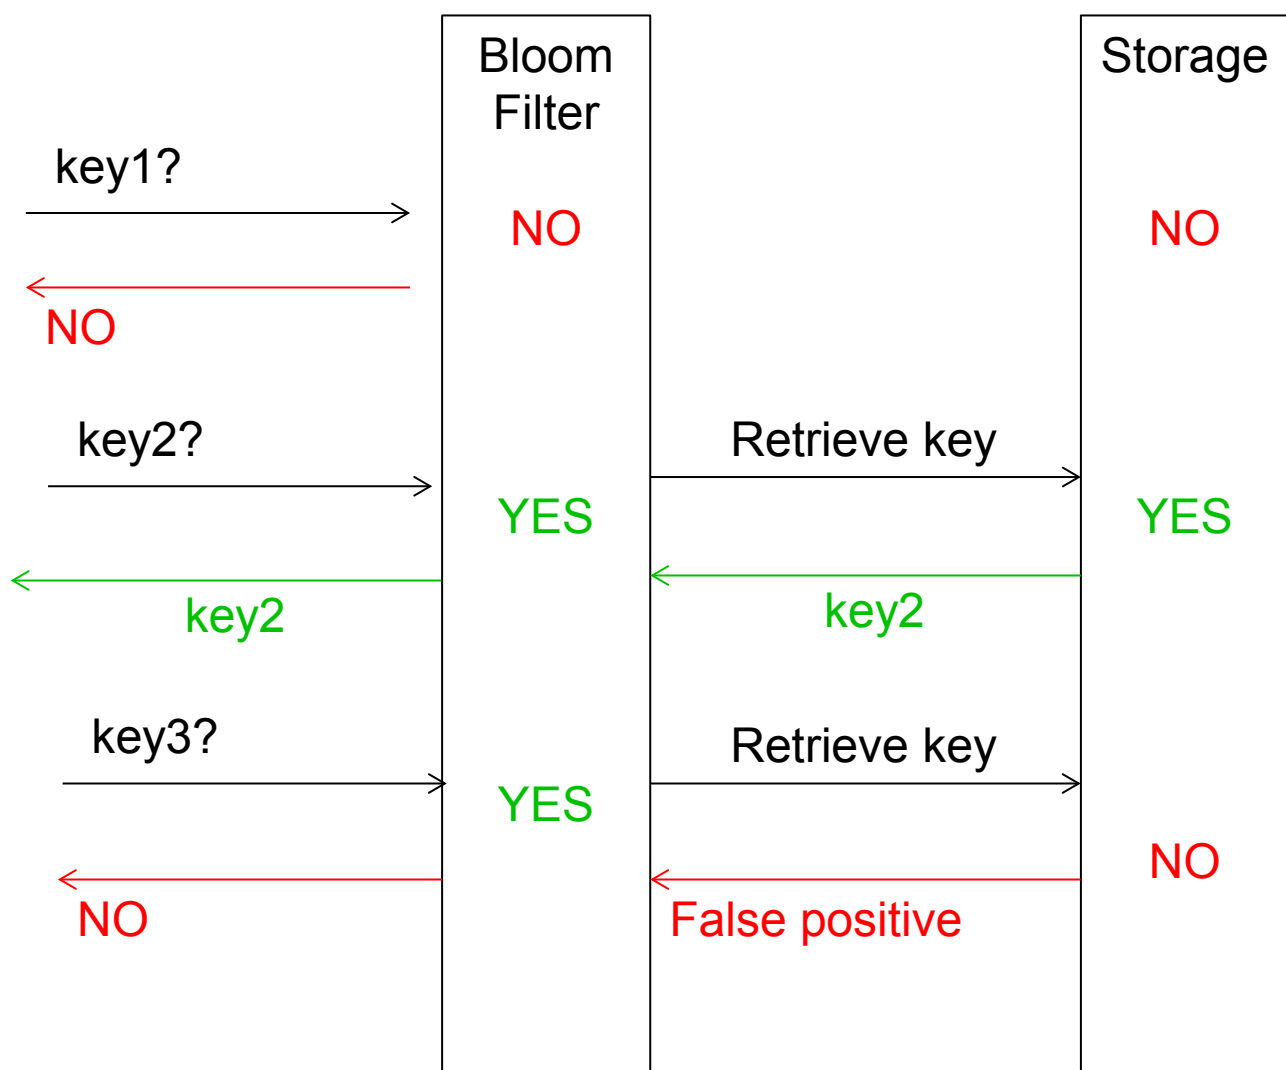 Bloom
Filter
Storage
key1?
NO
NO
NO
key2?
Retrieve key
YES
YES
key2
key2
key3?
Retrieve key
YES
NO
NO
False positive